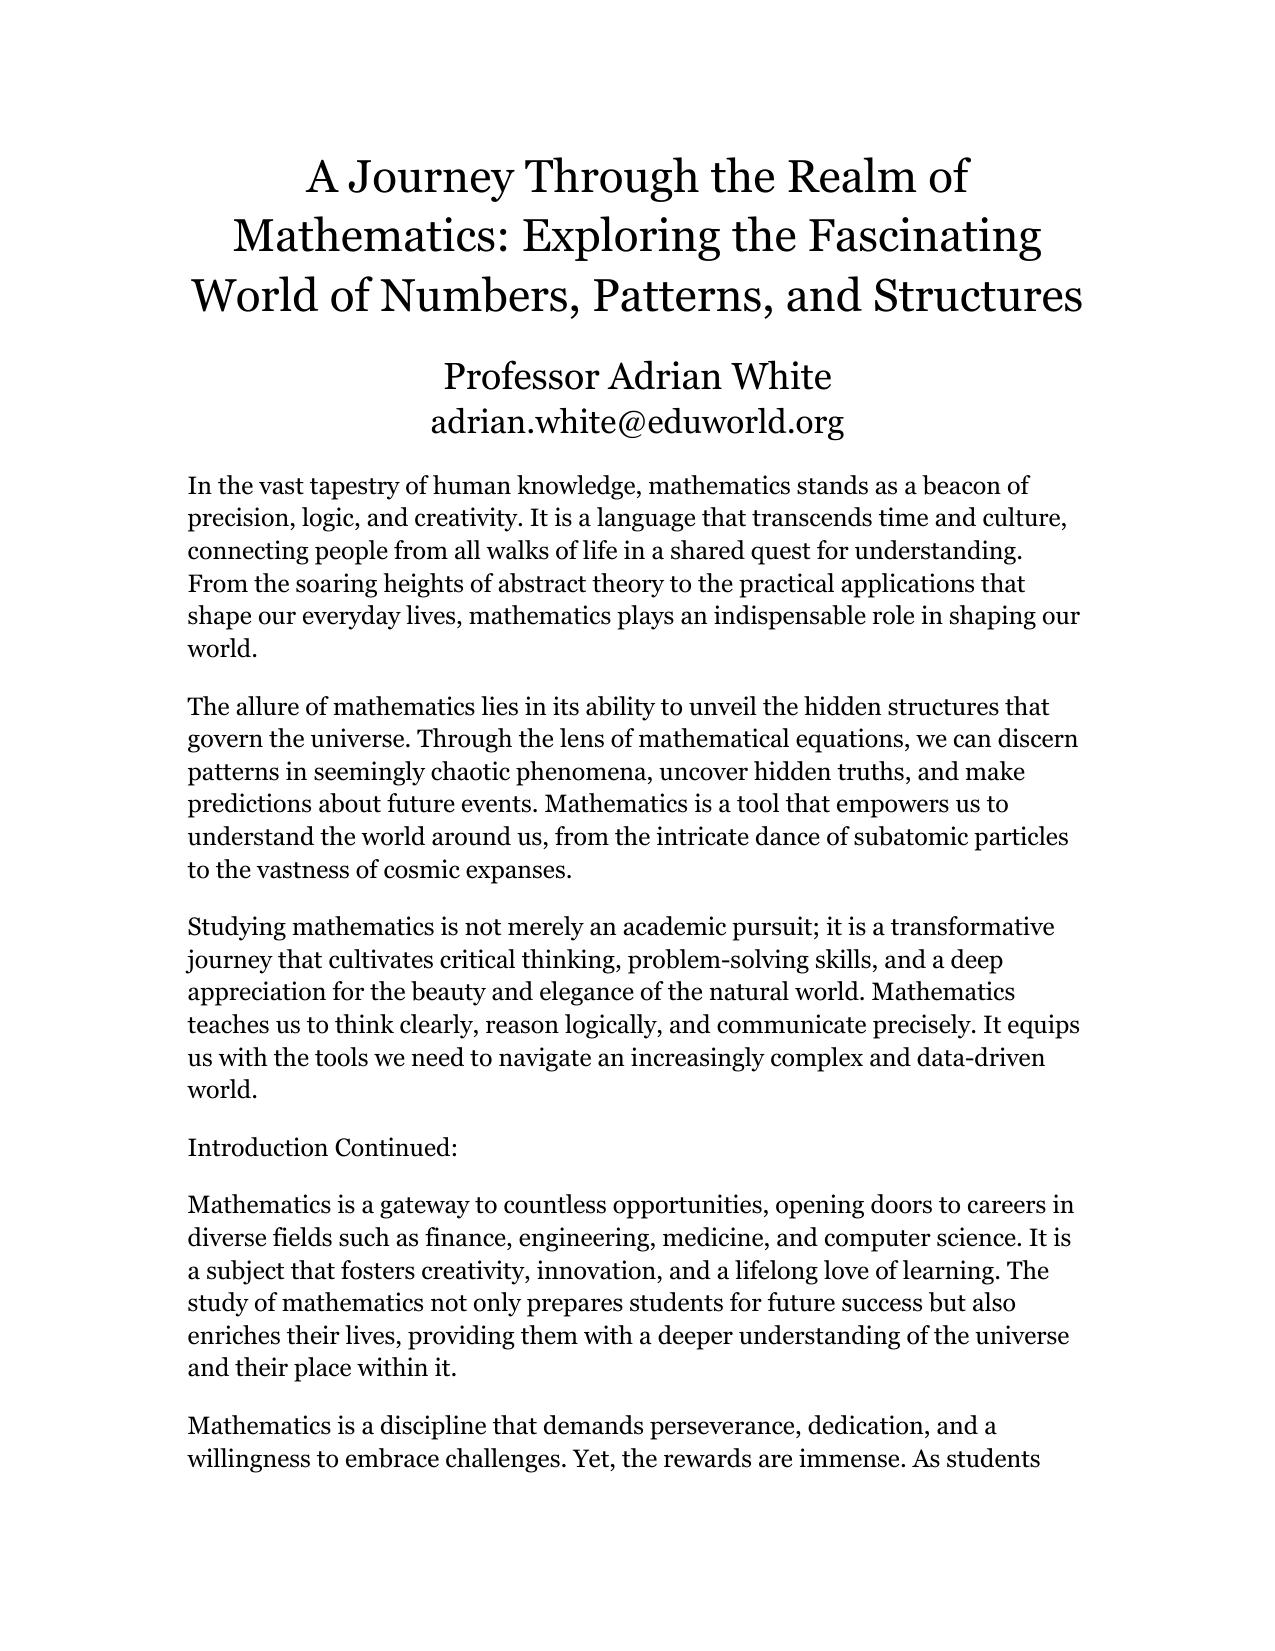 A Journey Through the Realm of
Mathematics: Exploring the Fascinating
World of Numbers, Patterns, and Structures
Professor Adrian White
adrian.white@eduworld.org
In the vast tapestry of human knowledge, mathematics stands as a beacon of
precision, logic, and creativity. It is a language that transcends time and culture,
connecting people from all walks of life in a shared quest for understanding.
From the soaring heights of abstract theory to the practical applications that
shape our everyday lives, mathematics plays an indispensable role in shaping our
world.
The allure of mathematics lies in its ability to unveil the hidden structures that
govern the universe. Through the lens of mathematical equations, we can discern
patterns in seemingly chaotic phenomena, uncover hidden truths, and make
predictions about future events. Mathematics is a tool that empowers us to
understand the world around us, from the intricate dance of subatomic particles
to the vastness of cosmic expanses.
Studying mathematics is not merely an academic pursuit; it is a transformative
journey that cultivates critical thinking, problem-solving skills, and a deep
appreciation for the beauty and elegance of the natural world. Mathematics
teaches us to think clearly, reason logically, and communicate precisely. It equips
us with the tools we need to navigate an increasingly complex and data-driven
world.
Introduction Continued:
Mathematics is a gateway to countless opportunities, opening doors to careers in
diverse fields such as finance, engineering, medicine, and computer science. It is
a subject that fosters creativity, innovation, and a lifelong love of learning. The
study of mathematics not only prepares students for future success but also
enriches their lives, providing them with a deeper understanding of the universe
and their place within it.
Mathematics is a discipline that demands perseverance, dedication, and a
willingness to embrace challenges. Yet, the rewards are immense. As students